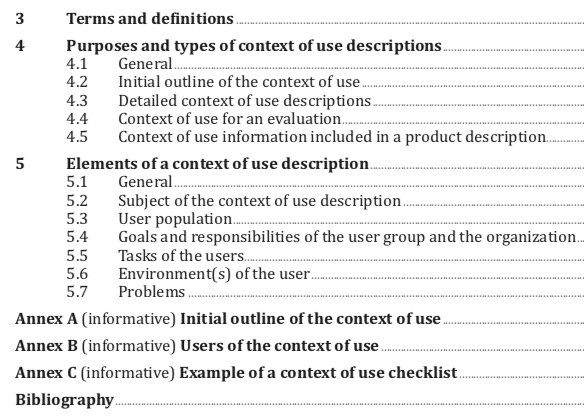 3 Terms and definitions
4 Purposes and types of context of use descriptions
4.1 General
4.2 Initial outline of the context of use
4.3 Detailed context of use descriptions
4.4 Context of use for an evaluation
4.5 Context of use information included in a product description
5 Elements of a context of use description
5.1 General
5.2 Subject of the context of use description
5.3 User population
5.4 Goals and responsibilities of the user group and the organization
5.5 Tasks of the users
5.6 Environment(s) of the user
5.7 Problems
Annex A (informative) Initial outline of the context of use
Annex B (informative) Users of the context of use
Annex C (informative) Example of a context of use checklist
Bibliography